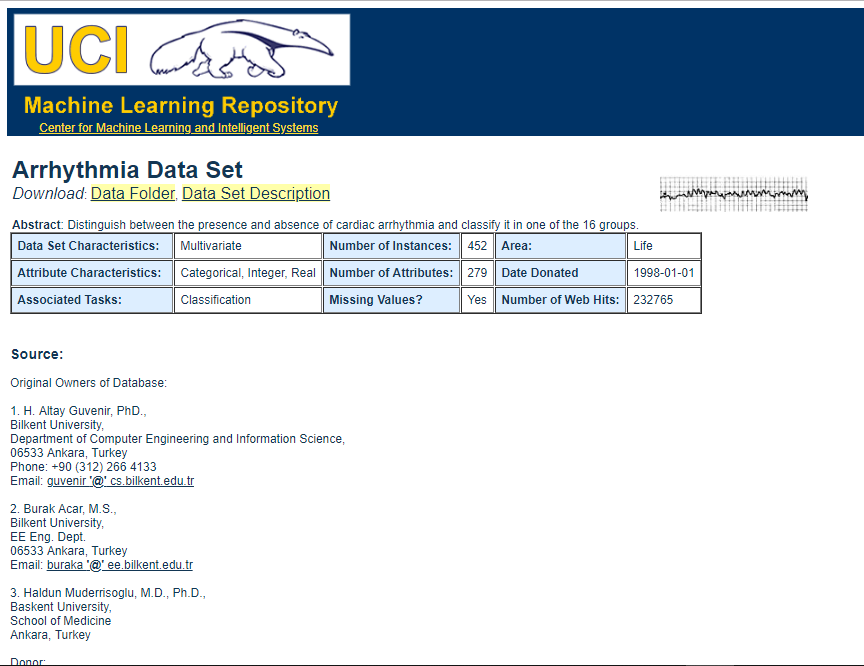 UCI
Machine Learning Repository
Center for Machine Learning and Intelligent Systems
Arrhythmia Data Set
Download: Data Folder, Data Set Description
Abstract: Distinguish between the presence and absence of cardiac arrhythmia and classify it in one of the 16 groups.
Data Set Characteristics: Multivariate Number of Instances: 452 Area: Life
Attribute Characteristics: Categorical, Integer, Real Number of Attributes: 279 Date Donated 1998-01-01
Associated Tasks: Classification Missing Values? Yes Number of Web Hits: 232765
Source:
Original Owners of Database:
1. H. Altay Guvenir, PhD.,
Bilkent University,
Department of Computer Engineering and Information Science,
06533 Ankara, Turkey
Phone: +90 (312) 266 4133
Email: guvenir '@' cs.bilkent.edu.tr
2. Burak Acar, M.S.,
Bilkent University,
EE Eng. Dept.
06533 Ankara, Turkey
Email: buraka '@' ee.bilkent.edu.tr
3. Haldun Muderrisoglu, M.D., Ph.D.,
Baskent University,
School of Medicine
Ankara, Turkey
Donor: